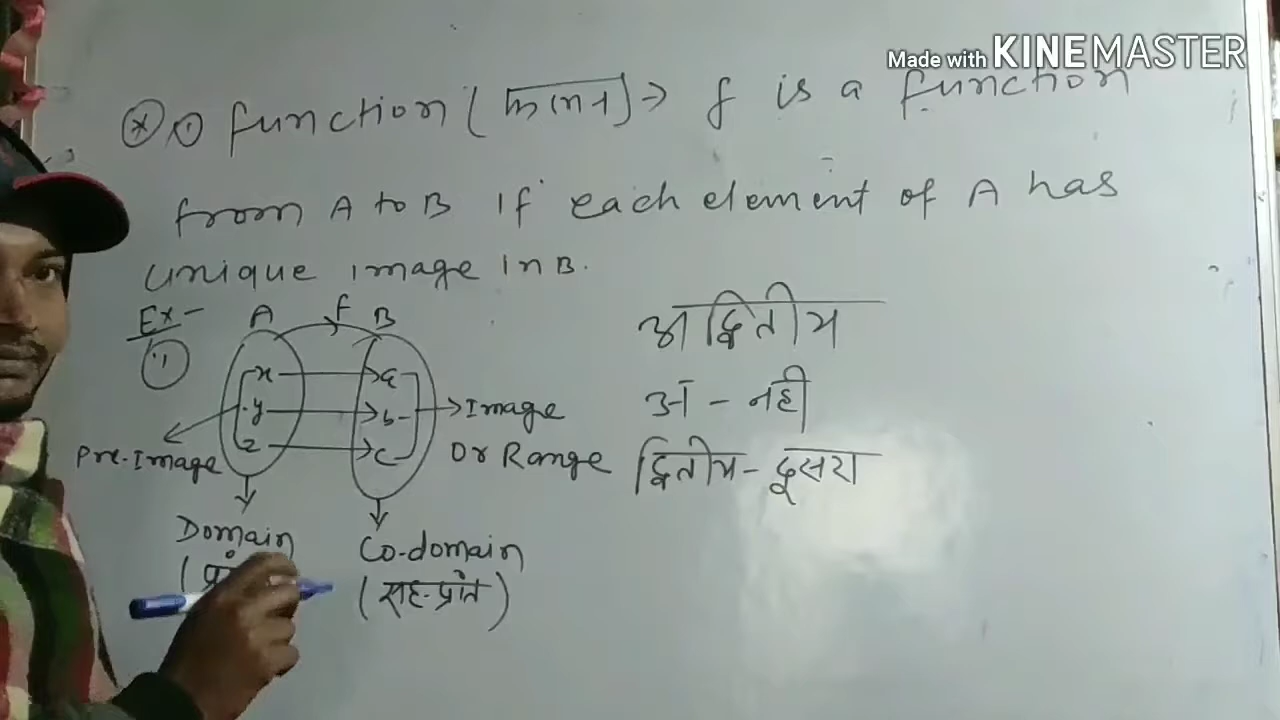 Made with KINEMASTER
① function (फलन) → f is a function
from A to B If each element of A has
unique image In B.
Ex-
A f B
①
x a
y b Image
z c Or Range
Pre-Image
Domain
Co-domain
(सह-प्रांत)
अद्वितीय
अ - नहीं
द्वितीय - दूसरा